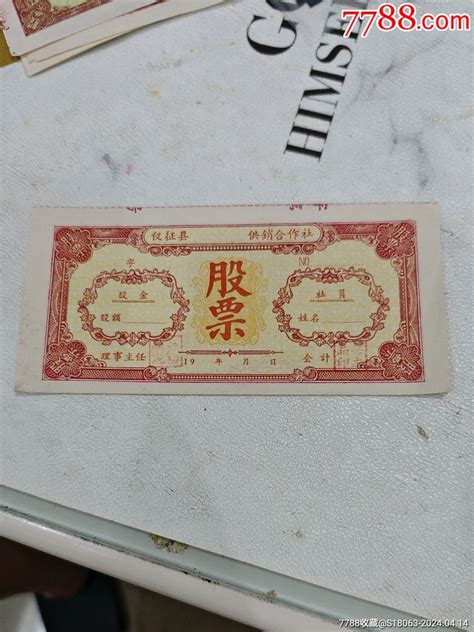 7788.com
G
HIMSE
仪征县 供销合作社
字 NO
股票
股金
股额
社员
姓名
理事主任 19 年 月 日 会计
7788收藏@S18063-2024.04.14